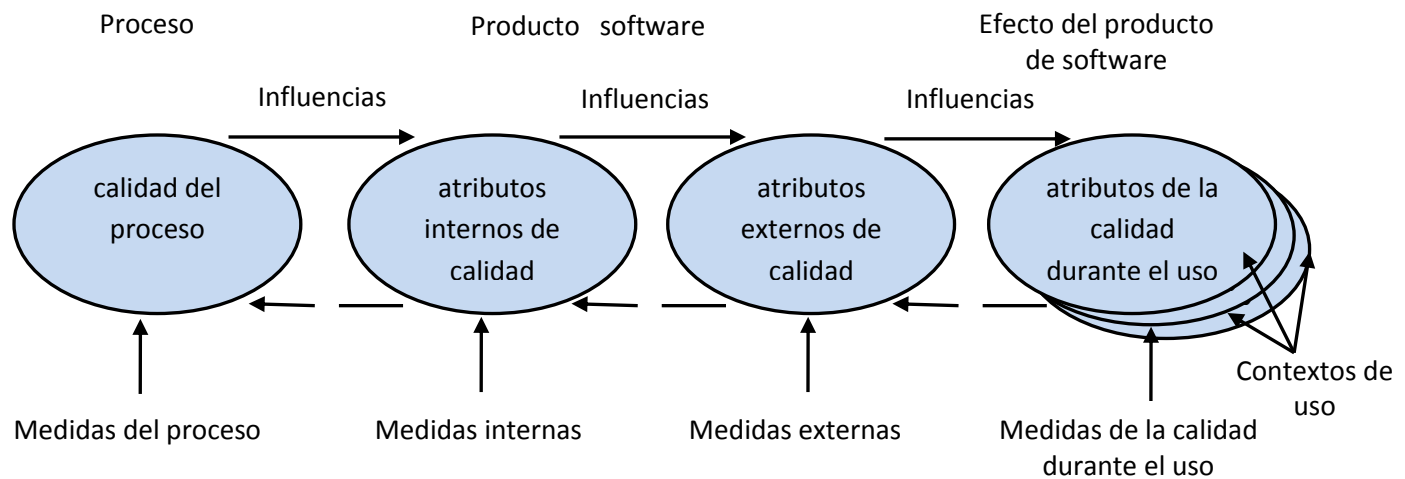 Proceso
Producto software
Efecto del producto
de software
Influencias
Influencias
Influencias
calidad del
proceso
atributos
internos de
calidad
atributos
externos de
calidad
atributos de la
calidad
durante el uso
Contextos de
uso
Medidas del proceso
Medidas internas
Medidas externas
Medidas de la calidad
durante el uso